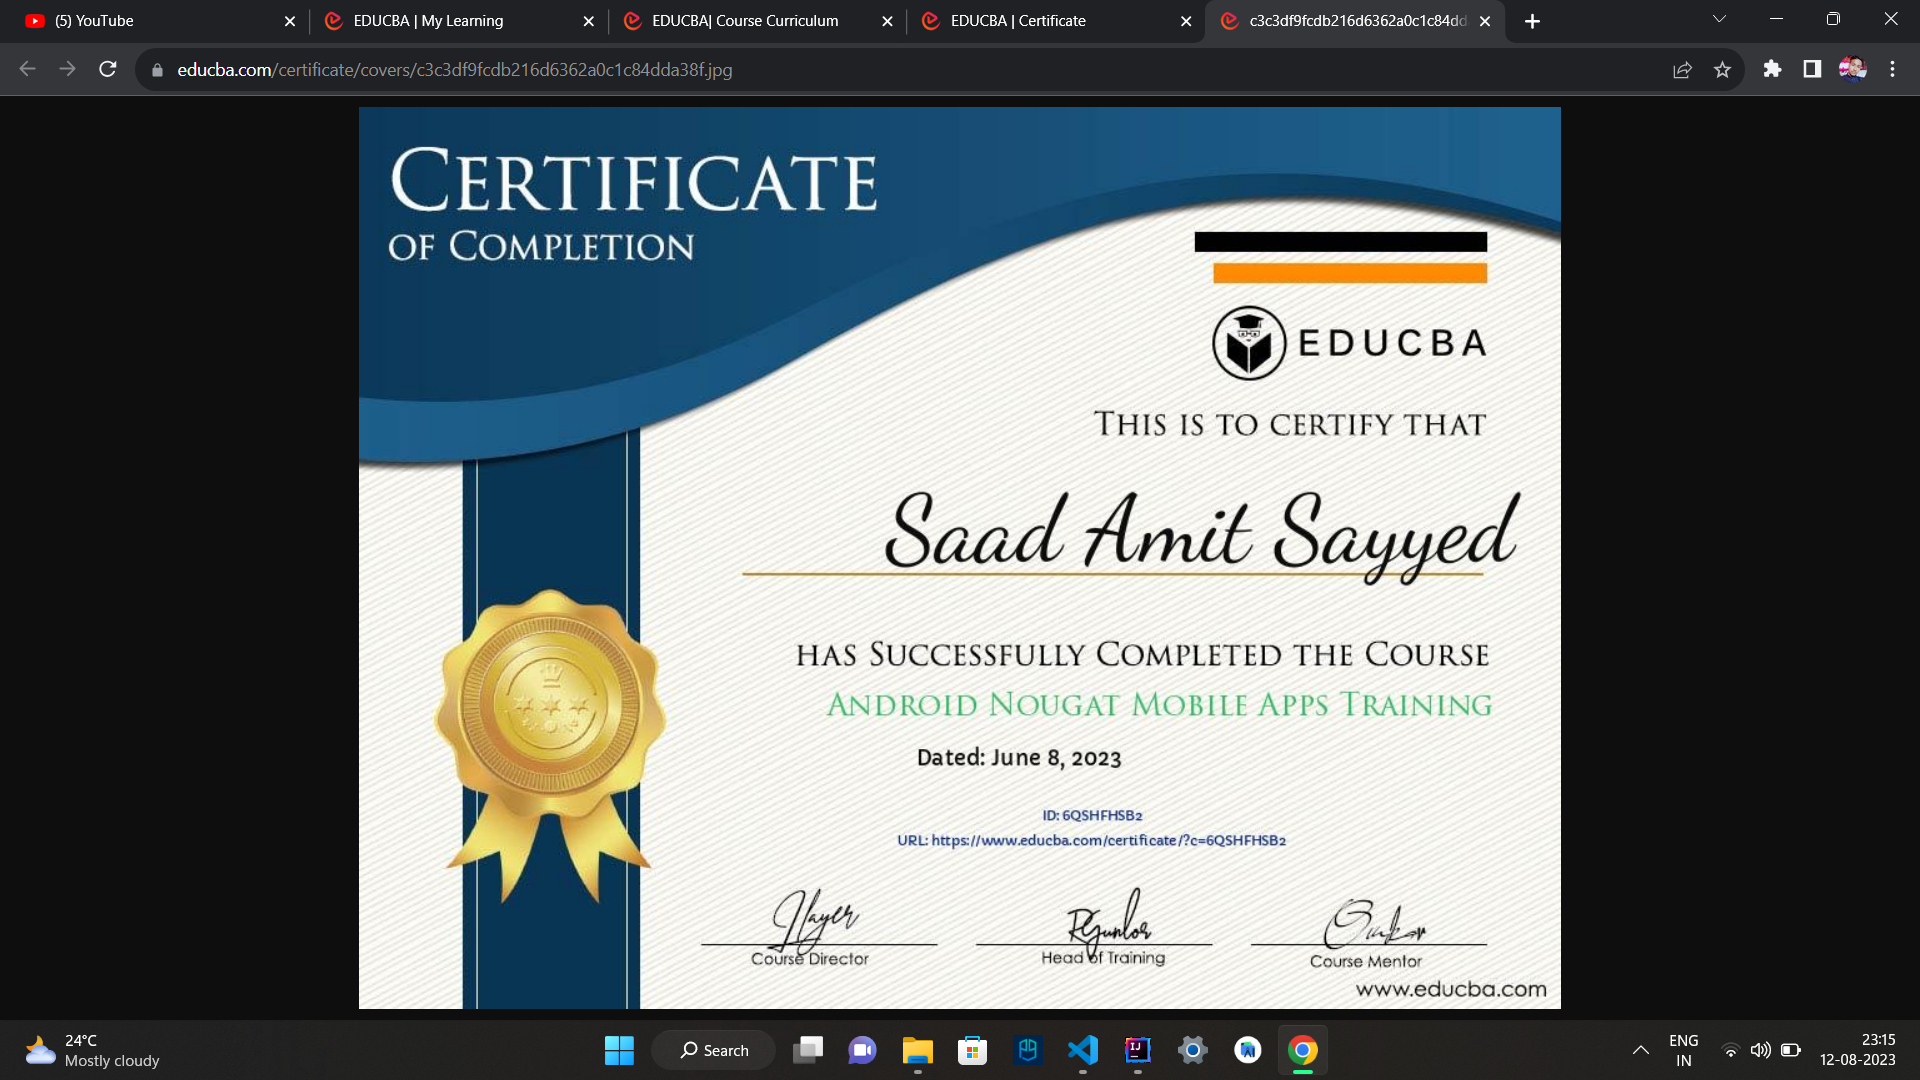 (5) YouTube
EDUCBA | My Learning
EDUCBA| Course Curriculum
EDUCBA | Certificate
c3c3df9fcdb216d6362a0c1c84dd
educba.com/certificate/covers/c3c3df9fcdb216d6362a0c1c84dda38f.jpg
CERTIFICATE
OF COMPLETION
EDUCBA
THIS IS TO CERTIFY THAT
Saad Amit Sayyed
HAS SUCCESSFULLY COMPLETED THE COURSE
ANDROID NOUGAT MOBILE APPS TRAINING
Dated: June 8, 2023
ID: 6QSHFHSB2
URL: https://www.educba.com/certificate/?c=6QSHFHSB2
Course Director
Head of Training
Course Mentor
www.educba.com
24°C
Mostly cloudy
Search
ENG
IN
23:15
12-08-2023